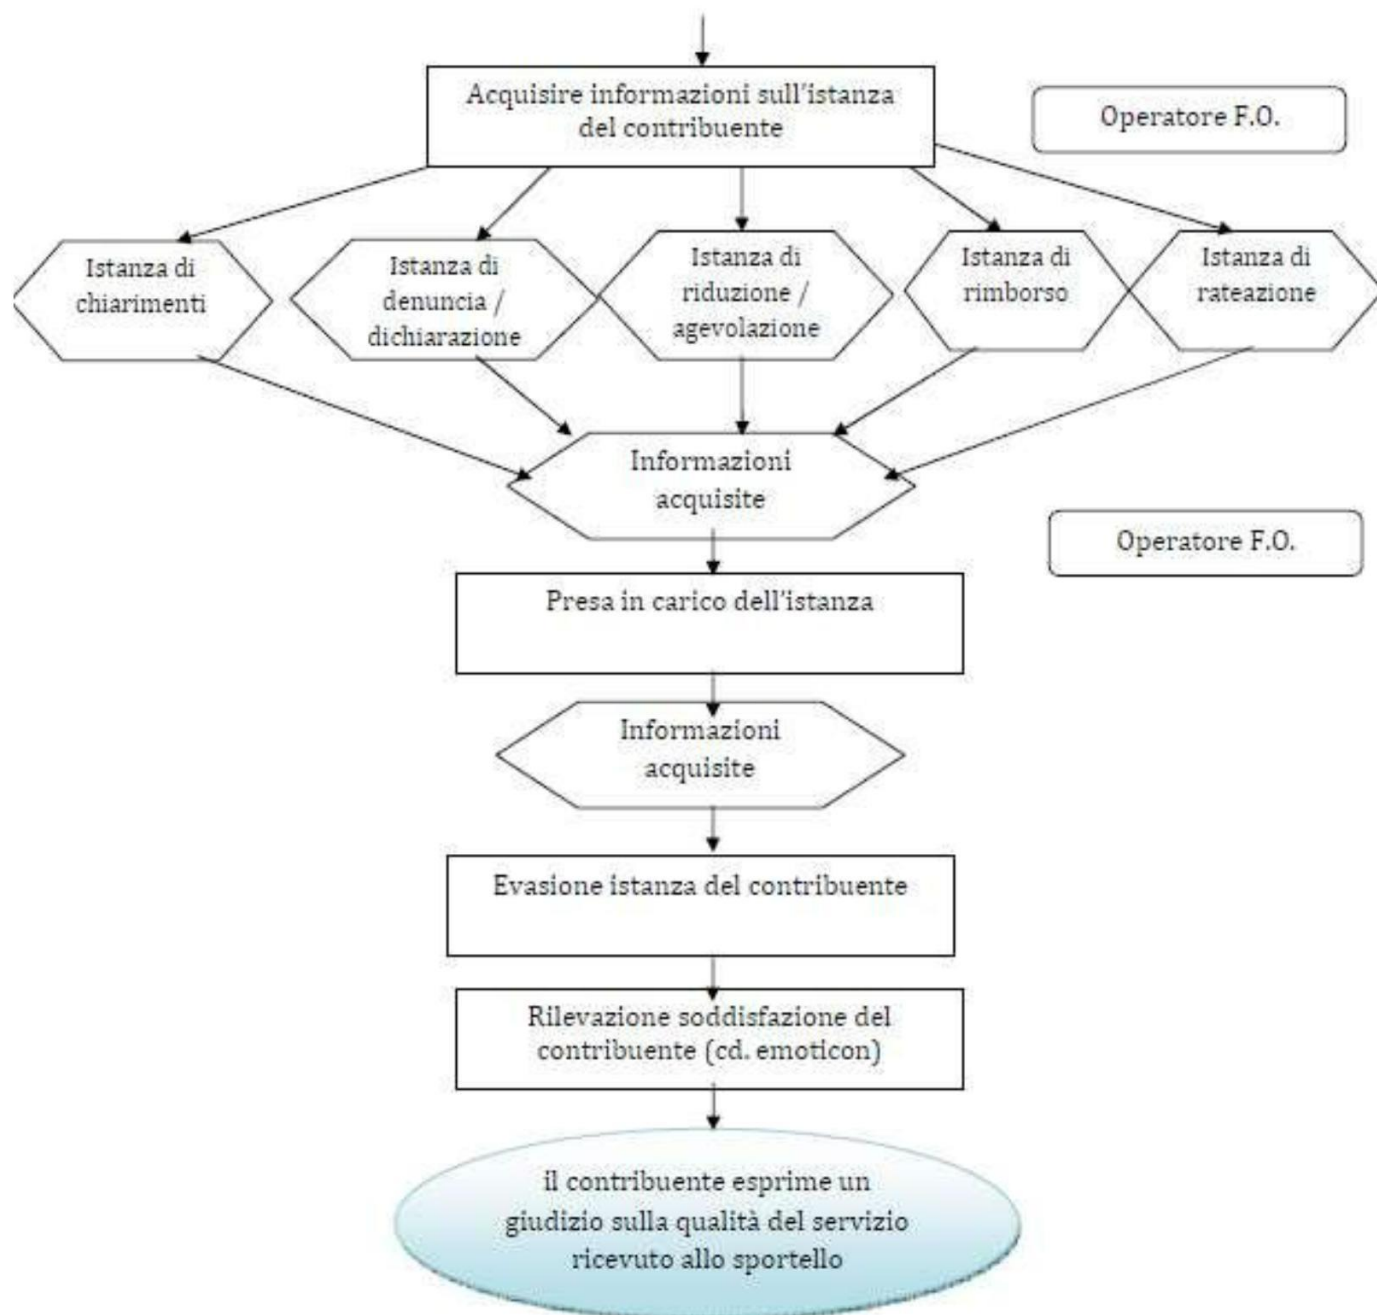 Acquisire informazioni sull'istanza
del contribuente
Operatore F.O.
Istanza di
chiarimenti
Istanza di
denuncia /
dichiarazione
Istanza di
riduzione /
agevolazione
Istanza di
rimborso
Istanza di
rateazione
Informazioni
acquisite
Operatore F.O.
Presa in carico dell'istanza
Informazioni
acquisite
Evasione istanza del contribuente
Rilevazione soddisfazione del
contribuente (cd. emoticon)
il contribuente esprime un
giudizio sulla qualità del servizio
ricevuto allo sportello